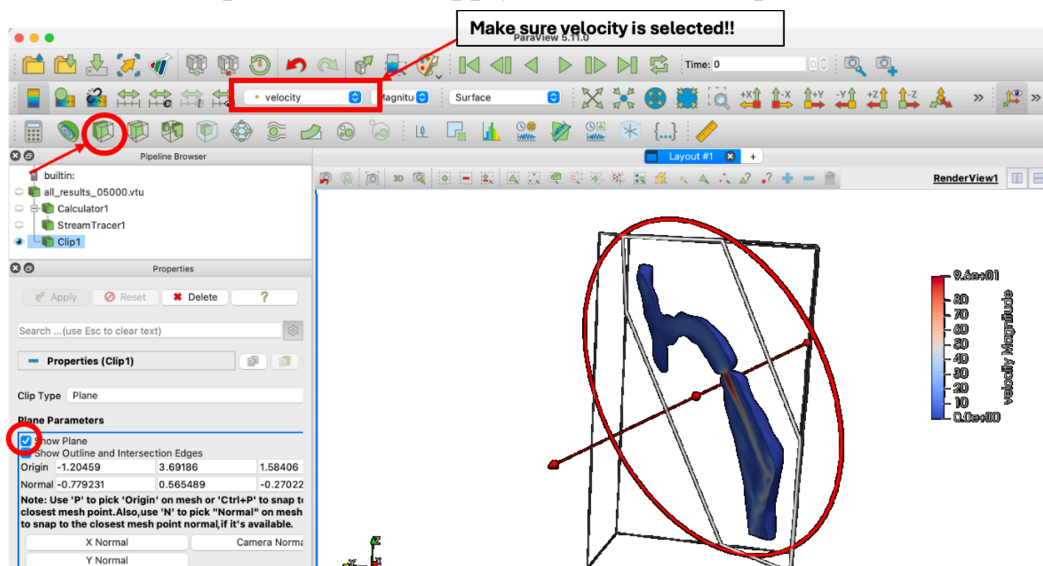 Make sure velocity is selected!!
ParaView 5.11.0
Time: 0
velocity
Magnitu
Surface
Pipeline Browser
Layout #1
+
builtin:
all_results_05000.vtu
3D
RenderView1
Calculator1
StreamTracer1
Clip1
Properties
Apply
Reset
Delete
?
Search ...(use Esc to clear text)
Properties (Clip1)
Clip Type Plane
Plane Parameters
Show Plane
Show Outline and Intersection Edges
Origin -1.20459 3.69186 1.58406
Normal -0.779231 0.565489 -0.27022
Note: Use 'P' to pick 'Origin' on mesh or 'Ctrl+P' to snap to
closest mesh point.Also,use 'N' to pick "Normal" on mesh
to snap to the closest mesh point normal,if it's available.
X Normal
Camera Norma
Y Normal
9.6e+01
80
70
60
50
40
30
20
10
0.0e+00
velocity Magnitude